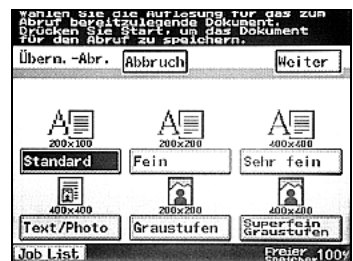 Wählen Sie die Auflösung für das zum
Abruf bereitzulegende Dokument.
Drücken Sie Start, um das Dokument
für den Abruf zu speichern.
Übern. -Abr. Abbruch Weiter
200x100 200x200 400x400
Standard Fein Sehr fein
400x400 200x200 400x400
Text/Photo Graustufen Superfein
Graustufen
Job List Freier
Speicher 100%